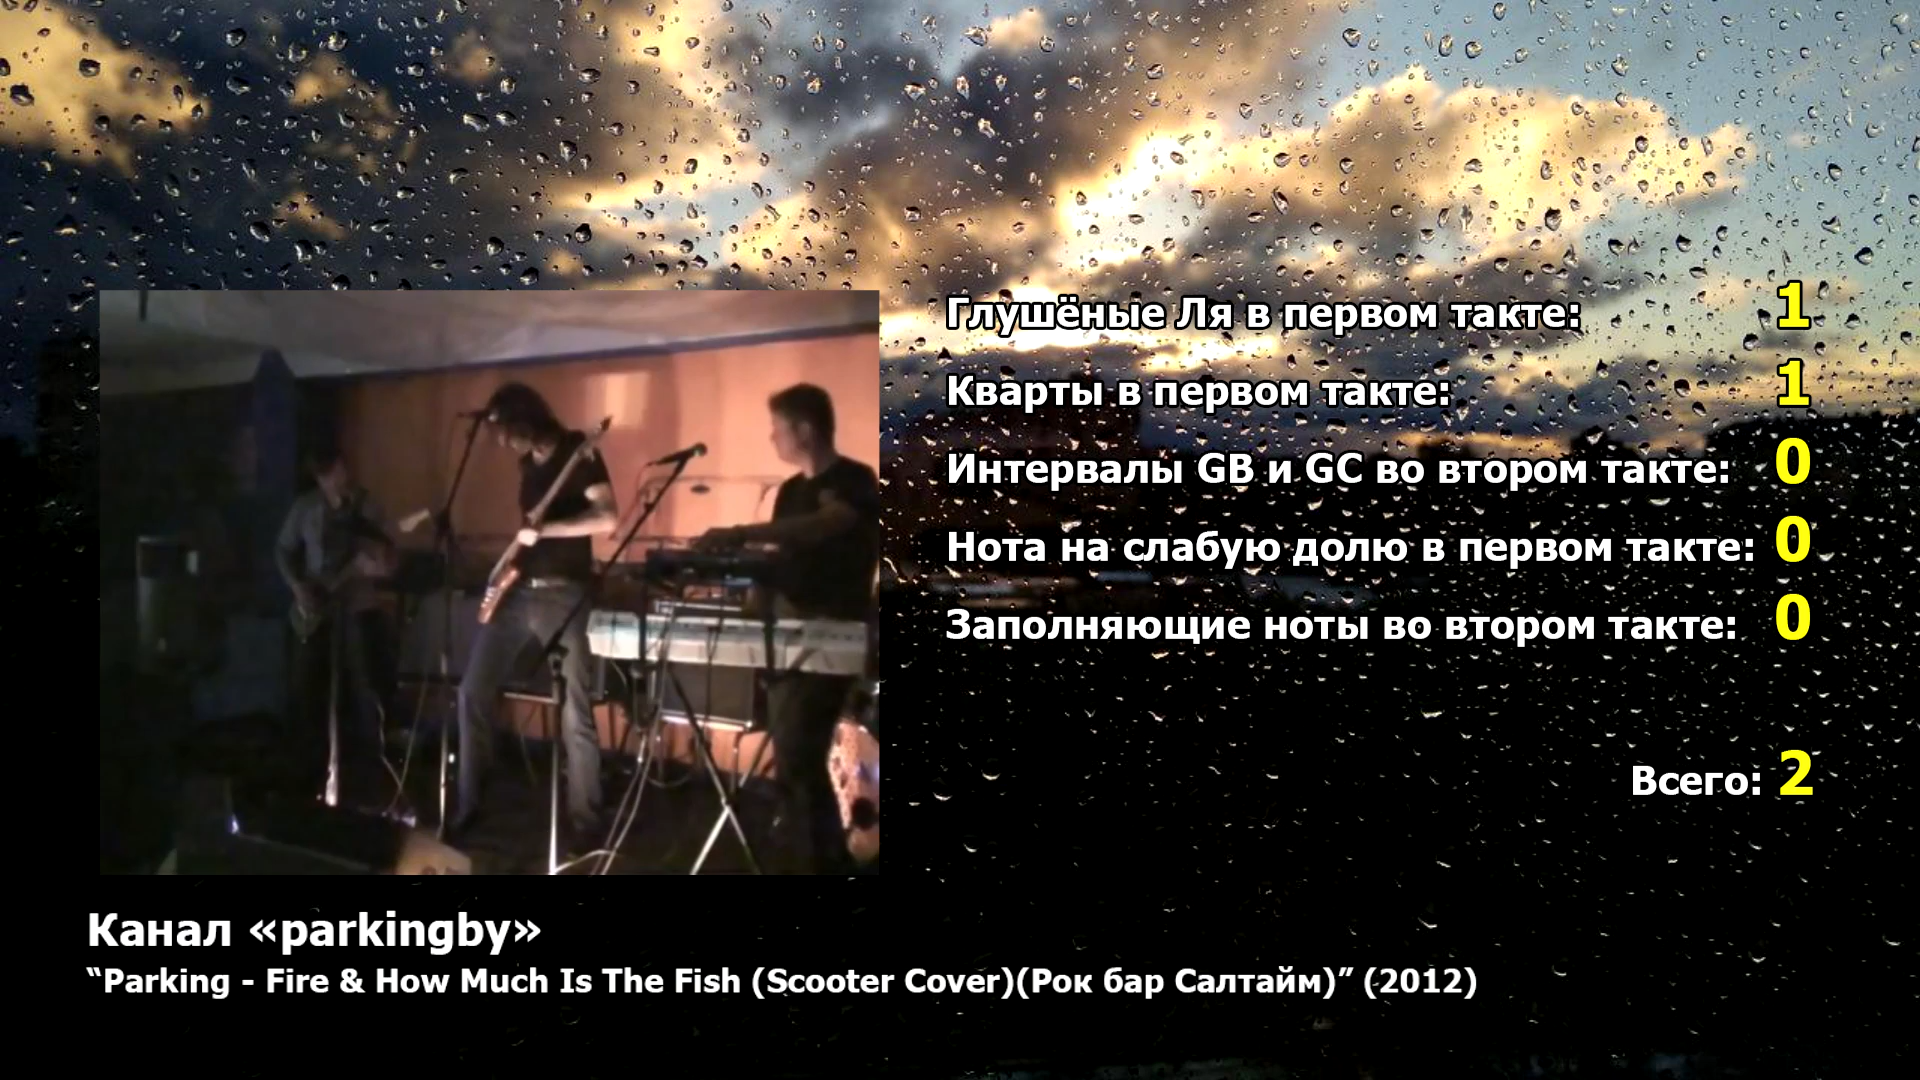 Глушёные Ля в первом такте: 1
Кварты в первом такте: 1
Интервалы GB и GC во втором такте: 0
Нота на слабую долю в первом такте: 0
Заполняющие ноты во втором такте: 0
Всего: 2
Канал «parkingby»
“Parking - Fire & How Much Is The Fish (Scooter Cover)(Рок бар Салтайм)” (2012)